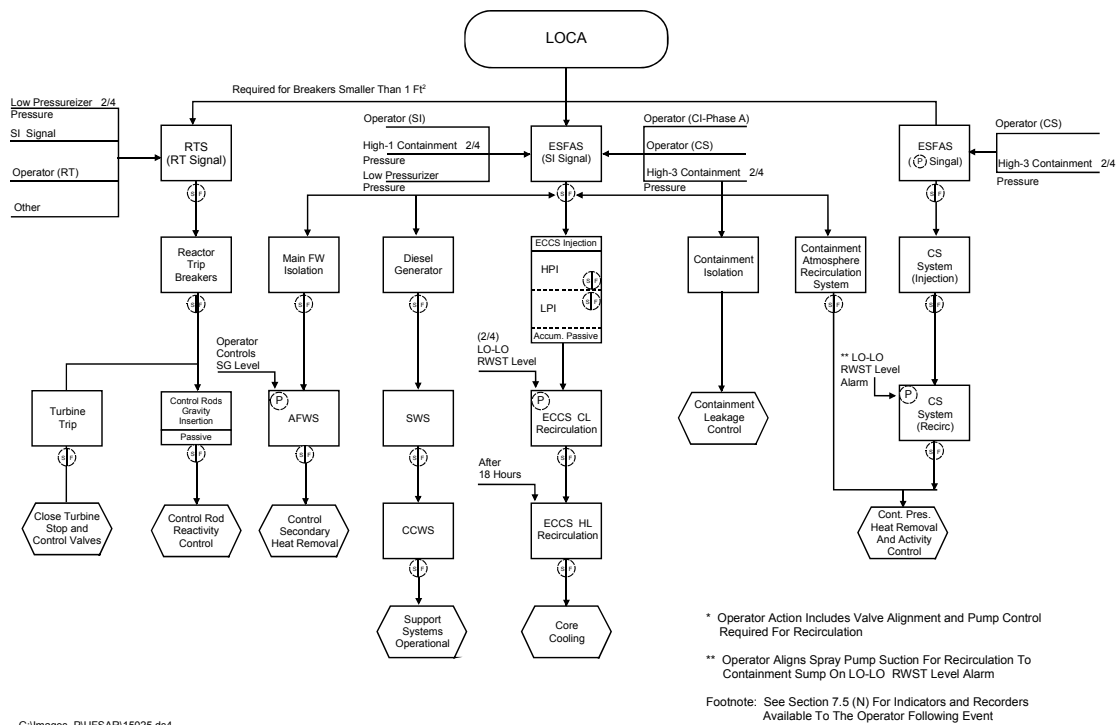 LOCA
Required for Breakers Smaller Than 1 Ft²
Low Pressureizer 2/4
Pressure
SI Signal
Operator (RT)
Other
RTS
(RT Signal)
Operator (SI)
High-1 Containment 2/4
Pressure
Low Pressurizer
Pressure
ESFAS
(SI Signal)
Operator (CI-Phase A)
Operator (CS)
High-3 Containment 2/4
Pressure
ESFAS
(P Singal)
Operator (CS)
High-3 Containment 2/4
Pressure
S F
S F
S F
Reactor
Trip
Breakers
Main FW
Isolation
Diesel
Generator
ECCS Injection
HPI
S F
S F
LPI
Accum. Passive
Containment
Isolation
Containment
Atmosphere
Recirculation
System
CS
System
(Injection)
S F
S F
S F
S F
S F
Operator
Controls
SG Level
(2/4)
LO-LO
RWST Level
** LO-LO
RWST Level
Alarm
Turbine
Trip
Control Rods
Gravity
Insertion
Passive
P
AFWS
SWS
P
ECCS CL
Recirculation
Containment
Leakage
Control
P
CS
System
(Recirc)
S F
S F
S F
S F
S F
S F
After
18 Hours
Close Turbine
Stop and
Control Valves
Control Rod
Reactivity
Control
Control
Secondary
Heat Removal
CCWS
ECCS HL
Recirculation
Cont. Pres.
Heat Removal
And Activity
Control
S F
S F
Support
Systems
Operational
Core
Cooling
* Operator Action Includes Valve Alignment and Pump Control
Required For Recirculation
** Operator Aligns Spray Pump Suction For Recirculation To
Containment Sump On LO-LO RWST Level Alarm
Footnote: See Section 7.5 (N) For Indicators and Recorders
Available To The Operator Following Event